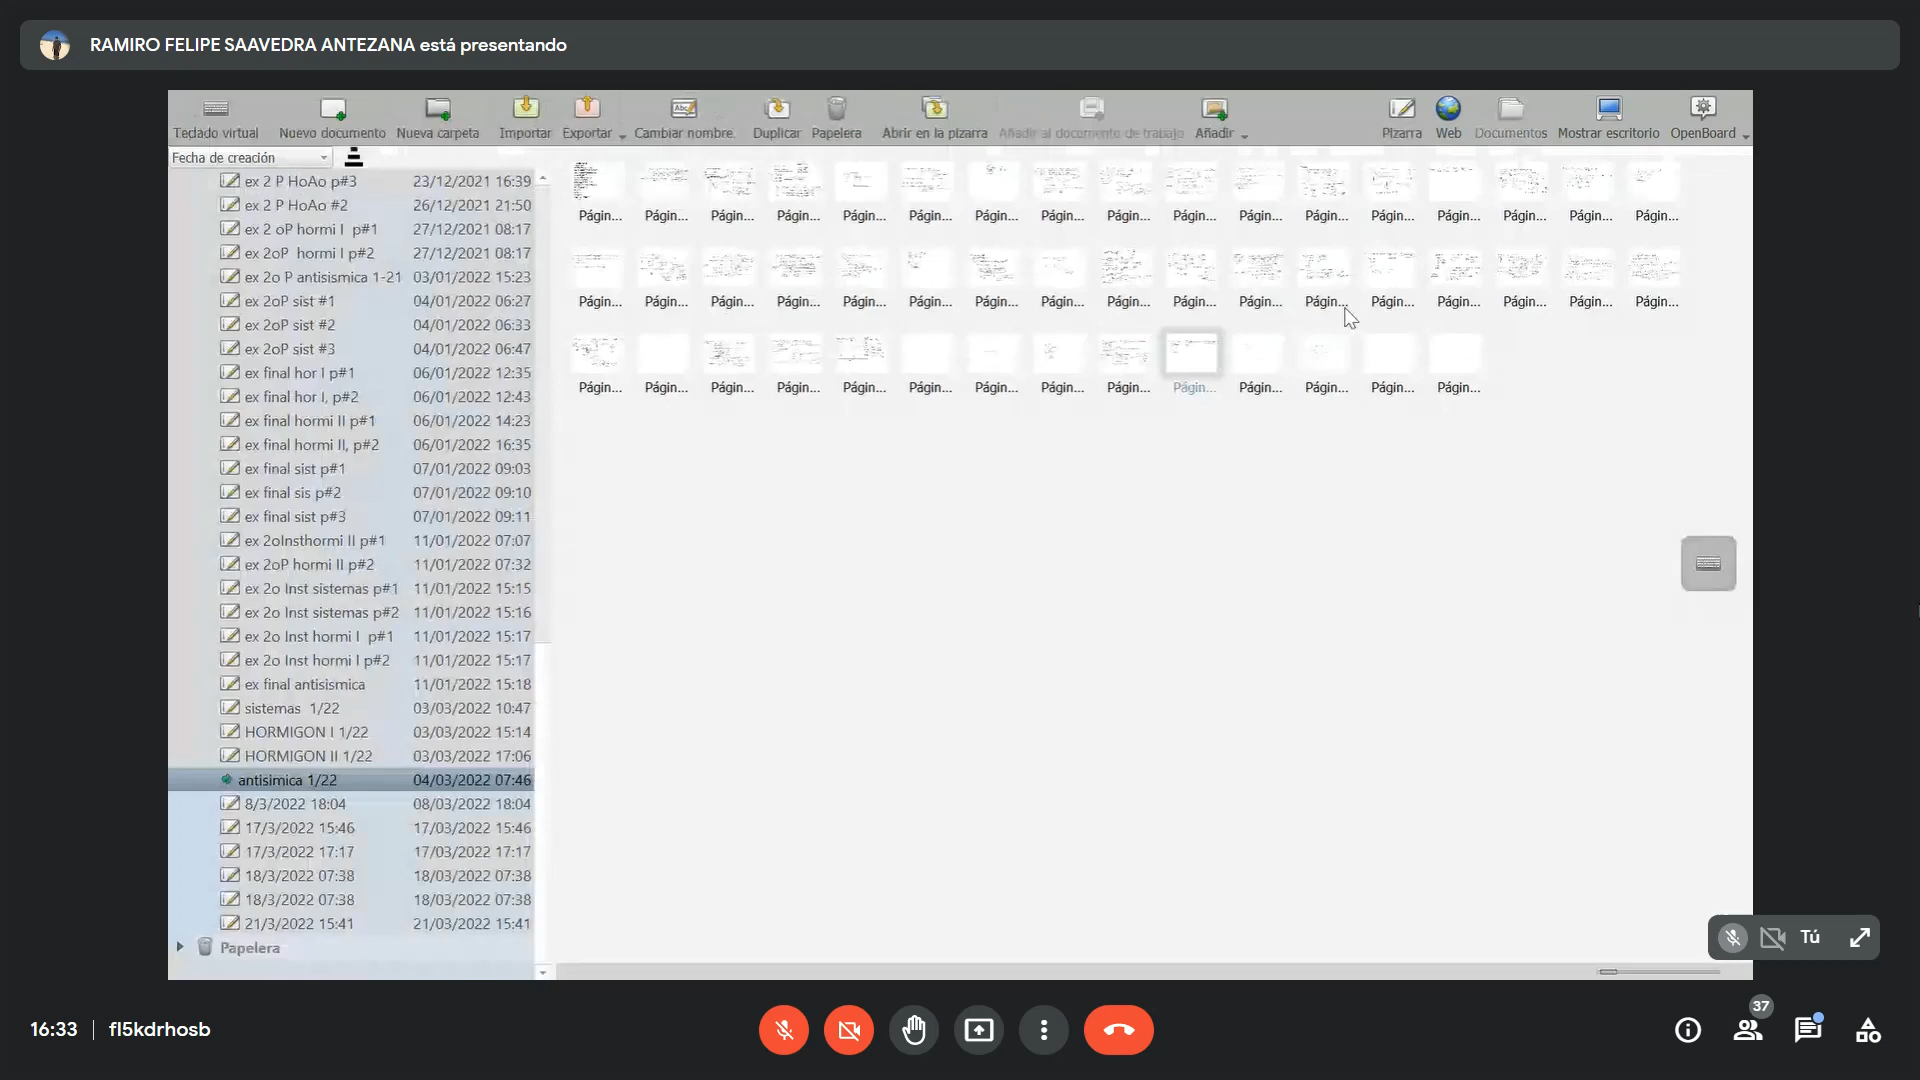 RAMIRO FELIPE SAAVEDRA ANTEZANA está presentando
Teclado virtual Nuevo documento Nueva carpeta Importar Exportar Cambiar nombre Duplicar Papelera Abrir en la pizarra Añadir al documento de trabajo Añadir Pizarra Web Documentos Mostrar escritorio OpenBoard
Fecha de creación
ex 2 P HoAo p#3 23/12/2021 16:39
ex 2 P HoAo #2 26/12/2021 21:50
ex 2 oP hormi I p#1 27/12/2021 08:17
ex 2oP hormi I p#2 27/12/2021 08:17
ex 2o P antisismica 1-21 03/01/2022 15:23
ex 2oP sist #1 04/01/2022 06:27
ex 2oP sist #2 04/01/2022 06:33
ex 2oP sist #3 04/01/2022 06:47
ex final hor I p#1 06/01/2022 12:35
ex final hor I, p#2 06/01/2022 12:43
ex final hormi II p#1 06/01/2022 14:23
ex final hormi II, p#2 06/01/2022 16:35
ex final sist p#1 07/01/2022 09:03
ex final sis p#2 07/01/2022 09:10
ex final sist p#3 07/01/2022 09:11
ex 2oInsthormi II p#1 11/01/2022 07:07
ex 2oP hormi II p#2 11/01/2022 07:32
ex 2o Inst sistemas p#1 11/01/2022 15:15
ex 2o Inst sistemas p#2 11/01/2022 15:16
ex 2o Inst hormi I p#1 11/01/2022 15:17
ex 2o Inst hormi I p#2 11/01/2022 15:17
ex final antisismica 11/01/2022 15:18
sistemas 1/22 03/03/2022 10:47
HORMIGON I 1/22 03/03/2022 15:14
HORMIGON II 1/22 03/03/2022 17:06
antisimica 1/22 04/03/2022 07:46
8/3/2022 18:04 08/03/2022 18:04
17/3/2022 15:46 17/03/2022 15:46
17/3/2022 17:17 17/03/2022 17:17
18/3/2022 07:38 18/03/2022 07:38
18/3/2022 07:38 18/03/2022 07:38
21/3/2022 15:41 21/03/2022 15:41
Papelera
Págin... Págin... Págin... Págin... Págin... Págin... Págin... Págin... Págin... Págin... Págin... Págin... Págin... Págin... Págin... Págin... Págin...
Págin... Págin... Págin... Págin... Págin... Págin... Págin... Págin... Págin... Págin... Págin... Págin... Págin... Págin... Págin... Págin... Págin...
Págin... Págin... Págin... Págin... Págin... Págin... Págin... Págin... Págin... Págin... Págin... Págin... Págin... Págin...
Tú
16:33 fl5kdrhosb
37